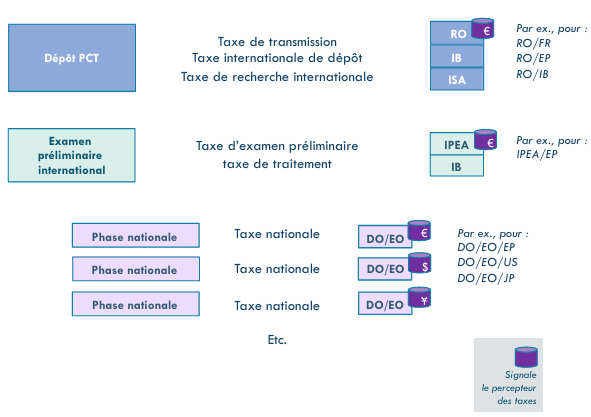 Dépôt PCT
Taxe de transmission
Taxe internationale de dépôt
Taxe de recherche internationale
RO €
IB
ISA
Par ex., pour :
RO/FR
RO/EP
RO/IB
Examen
préliminaire
international
Taxe d'examen préliminaire
taxe de traitement
IPEA €
IB
Par ex., pour :
IPEA/EP
Phase nationale
Taxe nationale
DO/EO €
Phase nationale
Taxe nationale
DO/EO $
Phase nationale
Taxe nationale
DO/EO ¥
Par ex., pour :
DO/EO/EP
DO/EO/US
DO/EO/JP
Etc.
Signale
le percepteur
des taxes